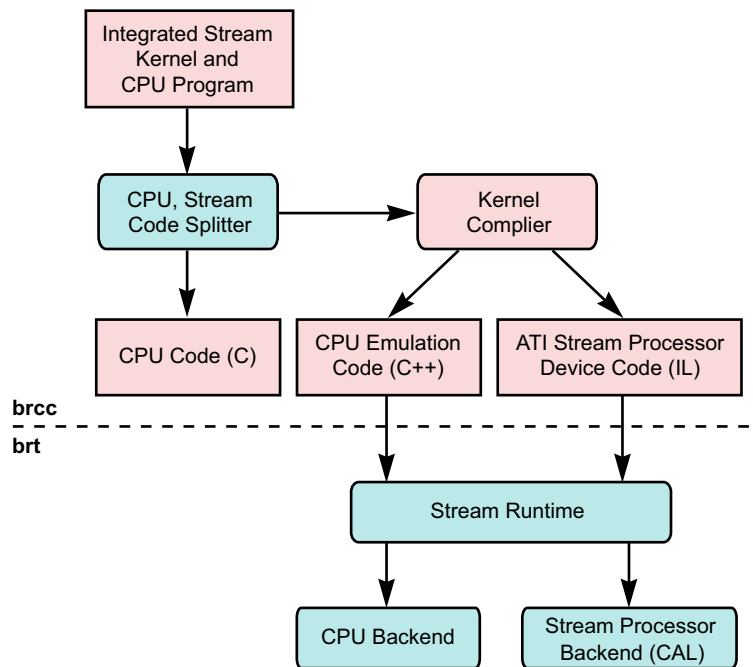 Integrated Stream
Kernel and
CPU Program
CPU, Stream
Code Splitter
Kernel
Complier
CPU Code (C)
CPU Emulation
Code (C++)
ATI Stream Processor
Device Code (IL)
brcc
brt
Stream Runtime
CPU Backend
Stream Processor
Backend (CAL)